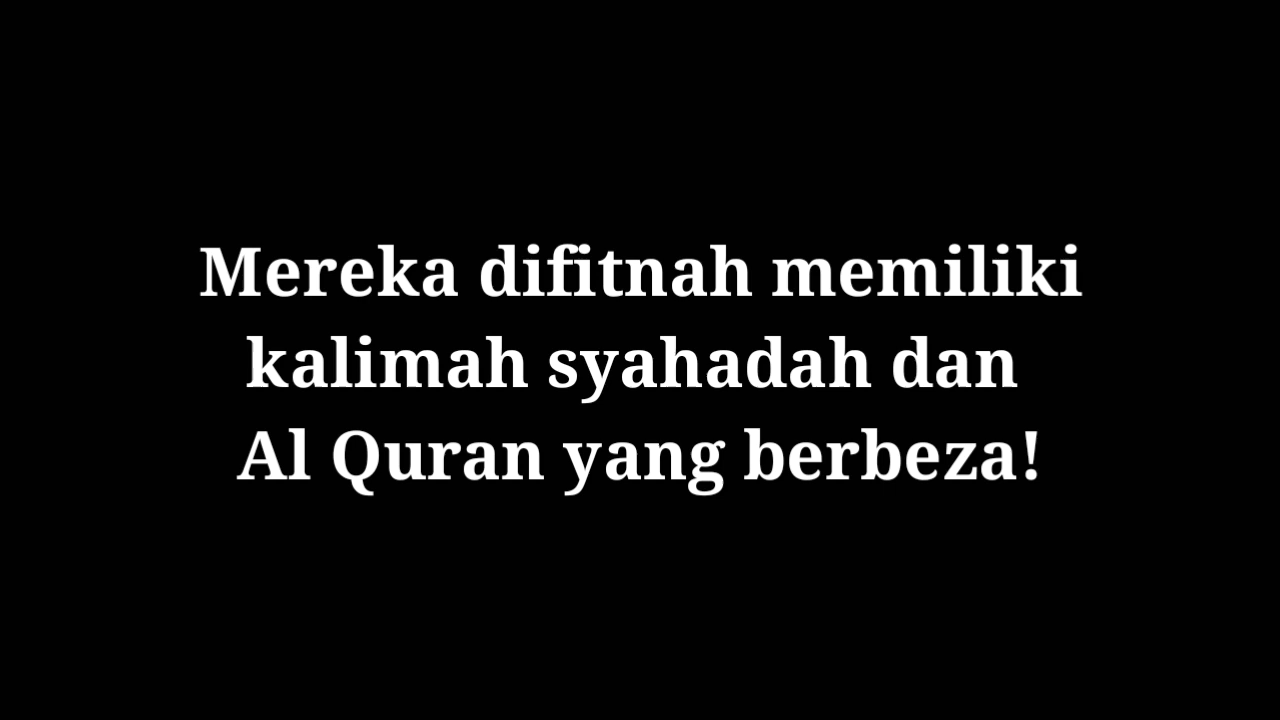 Mereka difitnah memiliki
kalimah syahadah dan
Al Quran yang berbeza!